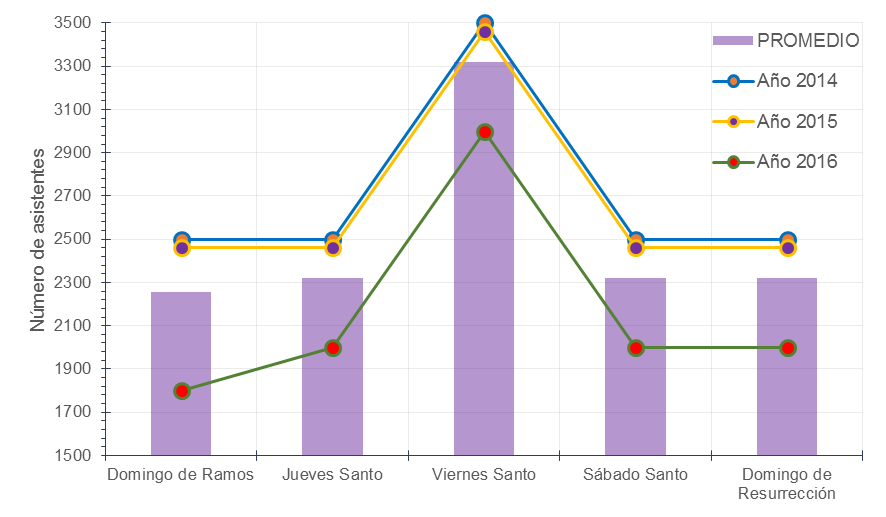 Número de asistentes
3500
3300
3100
2900
2700
2500
2300
2100
1900
1700
1500
PROMEDIO
Año 2014
Año 2015
Año 2016
Domingo de Ramos
Jueves Santo
Viernes Santo
Sábado Santo
Domingo de
Resurrección